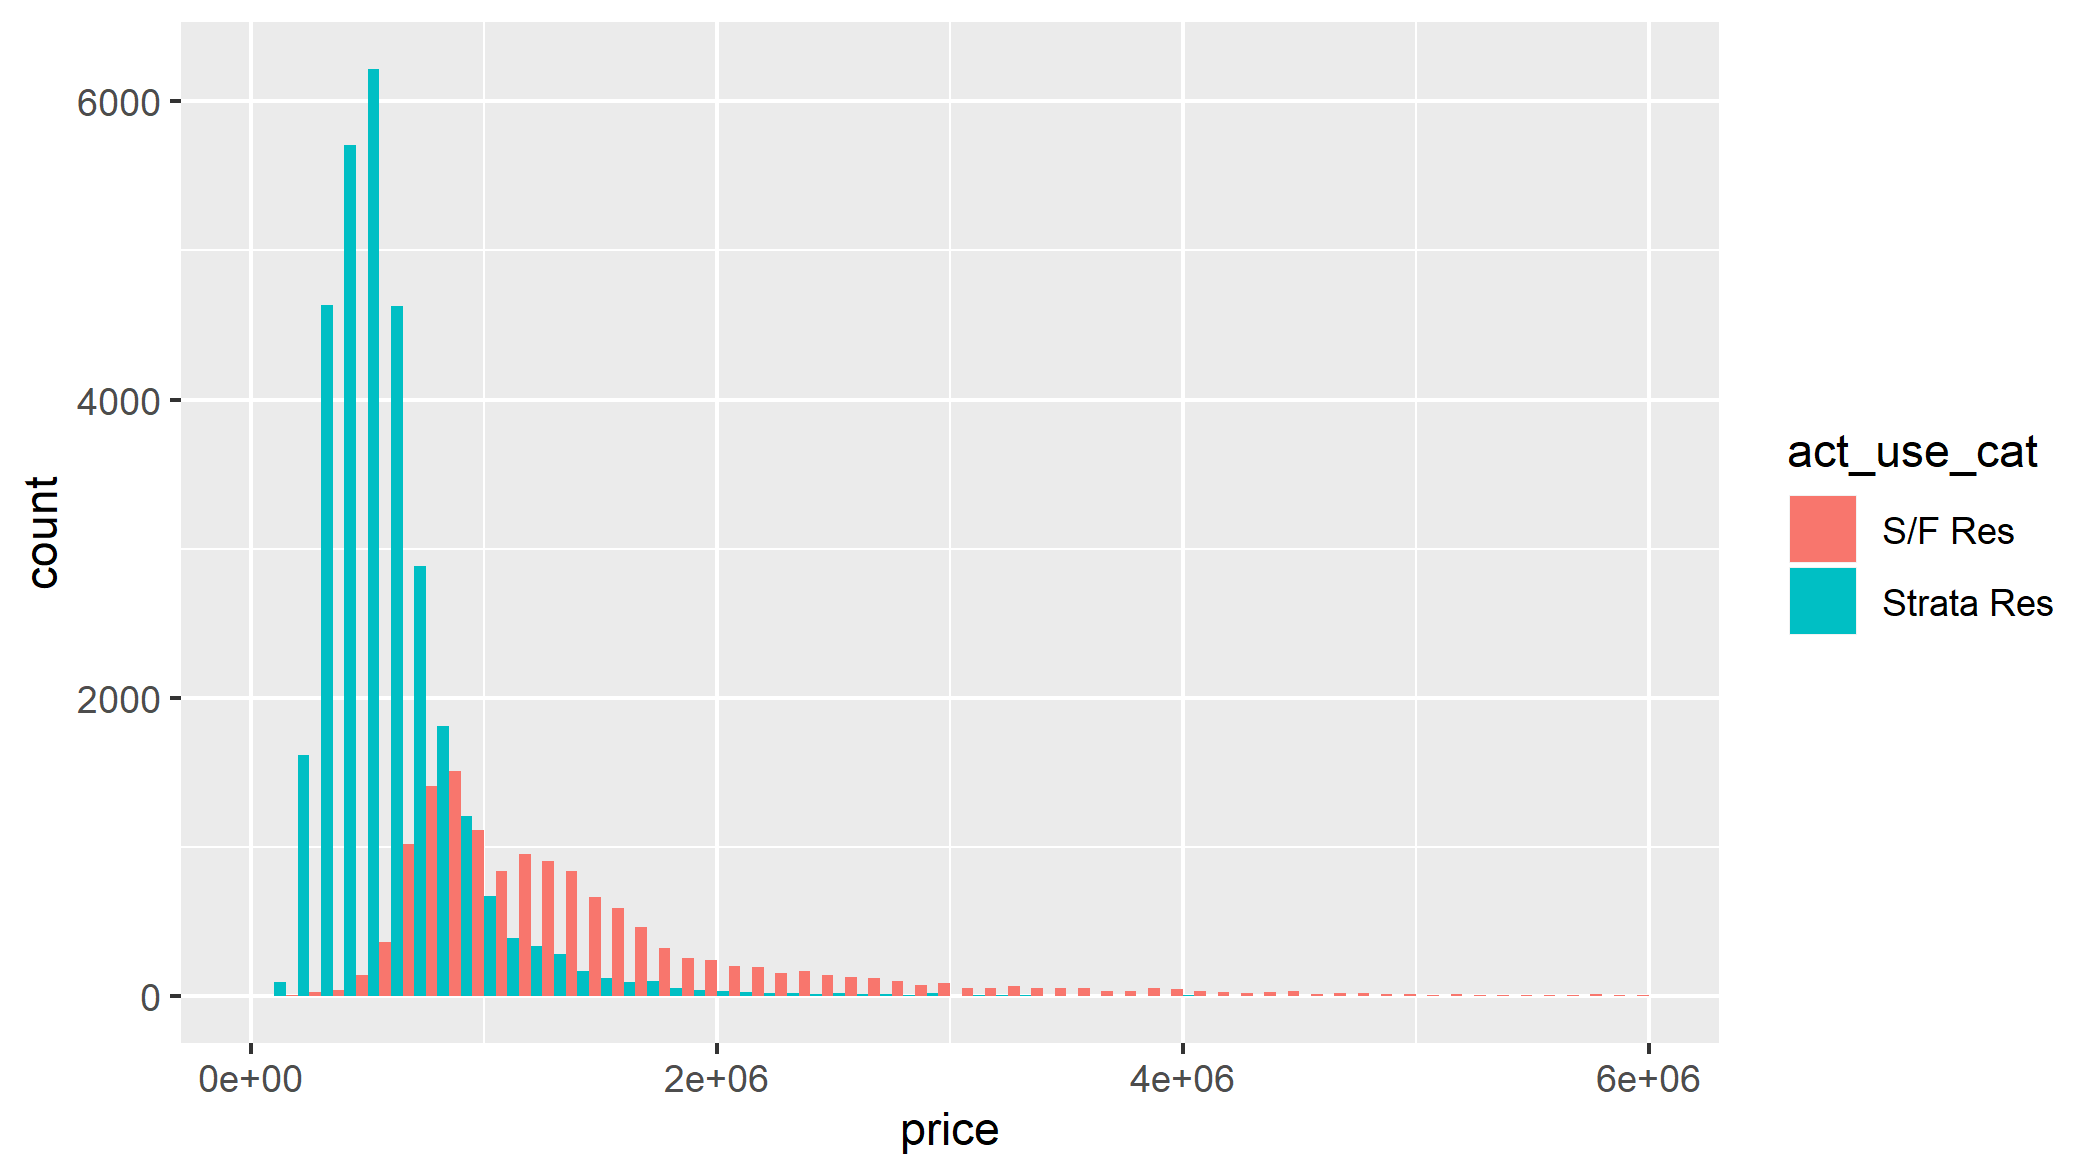 6000
4000
2000
0
count
0e+00
2e+06
4e+06
6e+06
price
act_use_cat
S/F Res
Strata Res